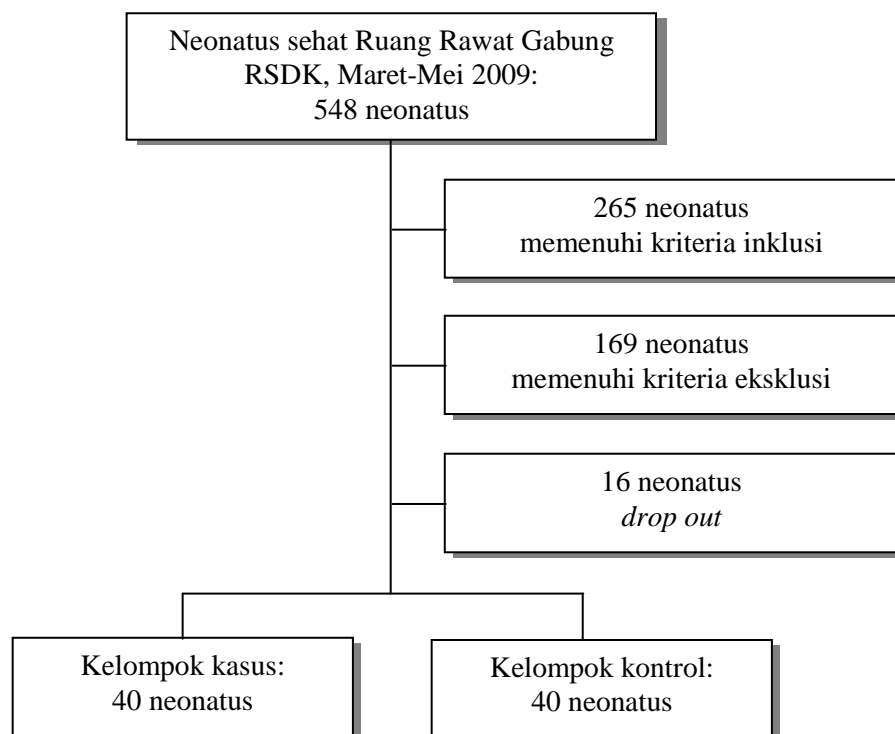 Neonatus sehat Ruang Rawat Gabung
RSDK, Maret-Mei 2009:
548 neonatus
265 neonatus
memenuhi kriteria inklusi
169 neonatus
memenuhi kriteria eksklusi
16 neonatus
drop out
Kelompok kasus:
40 neonatus
Kelompok kontrol:
40 neonatus